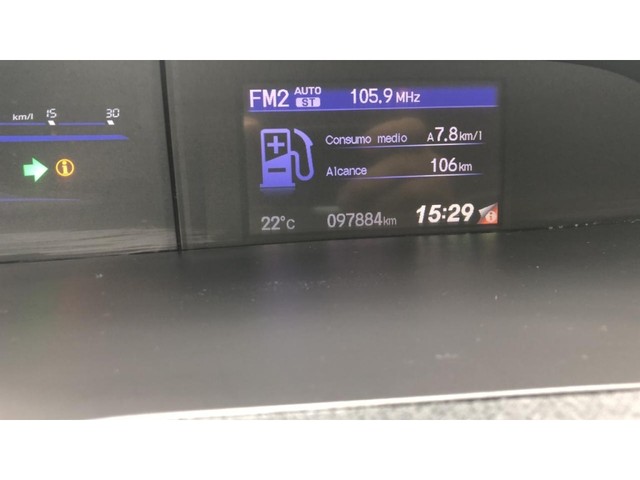 km/l 15 30
FM2 AUTO ST 105.9 MHz
Consumo medio A 7.8 km/l
Alcance 106 km
22°C 097884 km 15:29 i
i